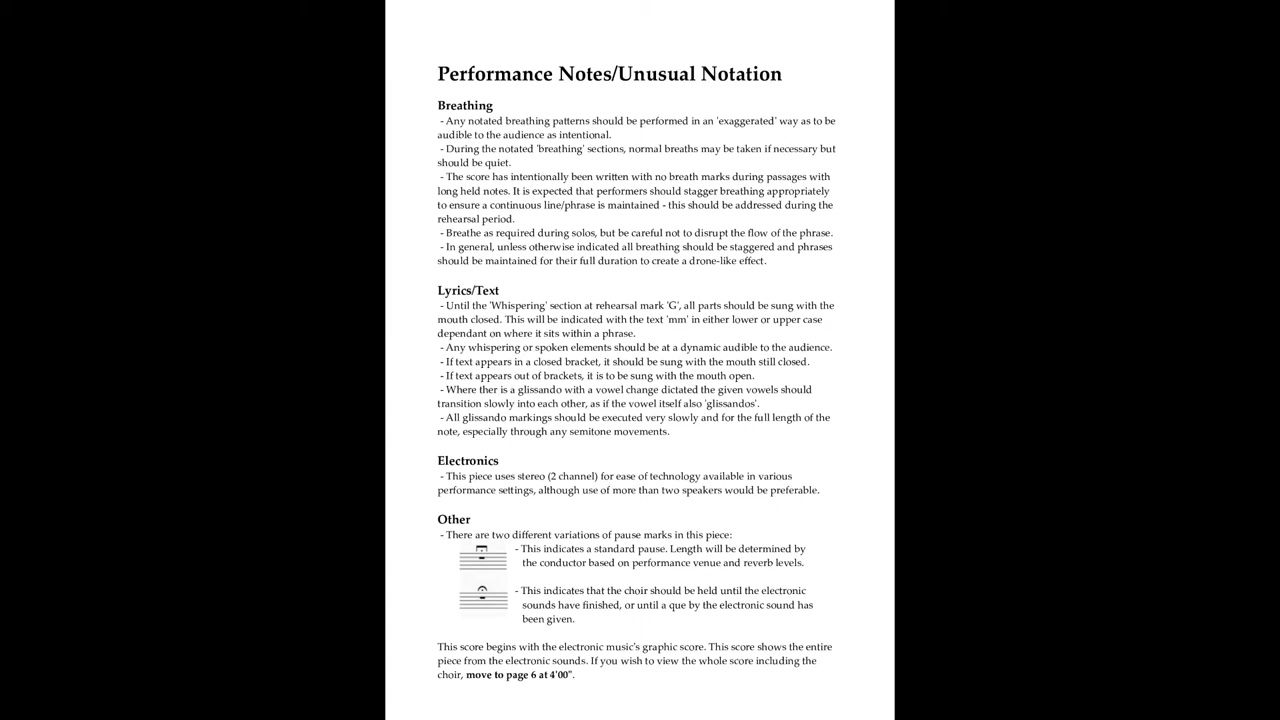 Performance Notes/Unusual Notation
Breathing
- Any notated breathing patterns should be performed in an 'exaggerated' way as to be
audible to the audience as intentional.
- During the notated 'breathing' sections, normal breaths may be taken if necessary but
should be quiet.
- The score has intentionally been written with no breath marks during passages with
long held notes. It is expected that performers should stagger breathing appropriately
to ensure a continuous line/phrase is maintained - this should be addressed during the
rehearsal period.
- Breathe as required during solos, but be careful not to disrupt the flow of the phrase.
- In general, unless otherwise indicated all breathing should be staggered and phrases
should be maintained for their full duration to create a drone-like effect.
Lyrics/Text
- Until the 'Whispering' section at rehearsal mark 'G', all parts should be sung with the
mouth closed. This will be indicated with the text 'mm' in either lower or upper case
dependant on where it sits within a phrase.
- Any whispering or spoken elements should be at a dynamic audible to the audience.
- If text appears in a closed bracket, it should be sung with the mouth still closed.
- If text appears out of brackets, it is to be sung with the mouth open.
- Where ther is a glissando with a vowel change dictated the given vowels should
transition slowly into each other, as if the vowel itself also 'glissandos'.
- All glissando markings should be executed very slowly and for the full length of the
note, especially through any semitone movements.
Electronics
- This piece uses stereo (2 channel) for ease of technology available in various
performance settings, although use of more than two speakers would be preferable.
Other
- There are two different variations of pause marks in this piece:
- This indicates a standard pause. Length will be determined by
the conductor based on performance venue and reverb levels.
- This indicates that the choir should be held until the electronic
sounds have finished, or until a que by the electronic sound has
been given.
This score begins with the electronic music's graphic score. This score shows the entire
piece from the electronic sounds. If you wish to view the whole score including the
choir, move to page 6 at 4'00".